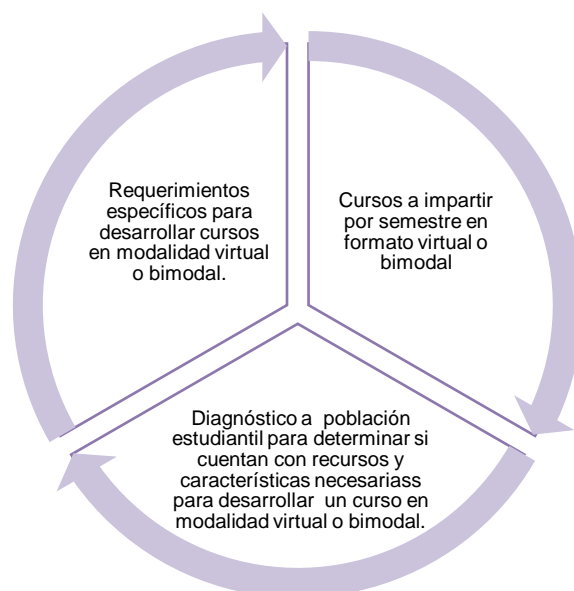 Requerimientos
específicos para
desarrollar cursos
en modalidad virtual
o bimodal.
Cursos a impartir
por semestre en
formato virtual o
bimodal
Diagnóstico a población
estudiantil para determinar si
cuentan con recursos y
características necesariass
para desarrollar un curso en
modalidad virtual o bimodal.